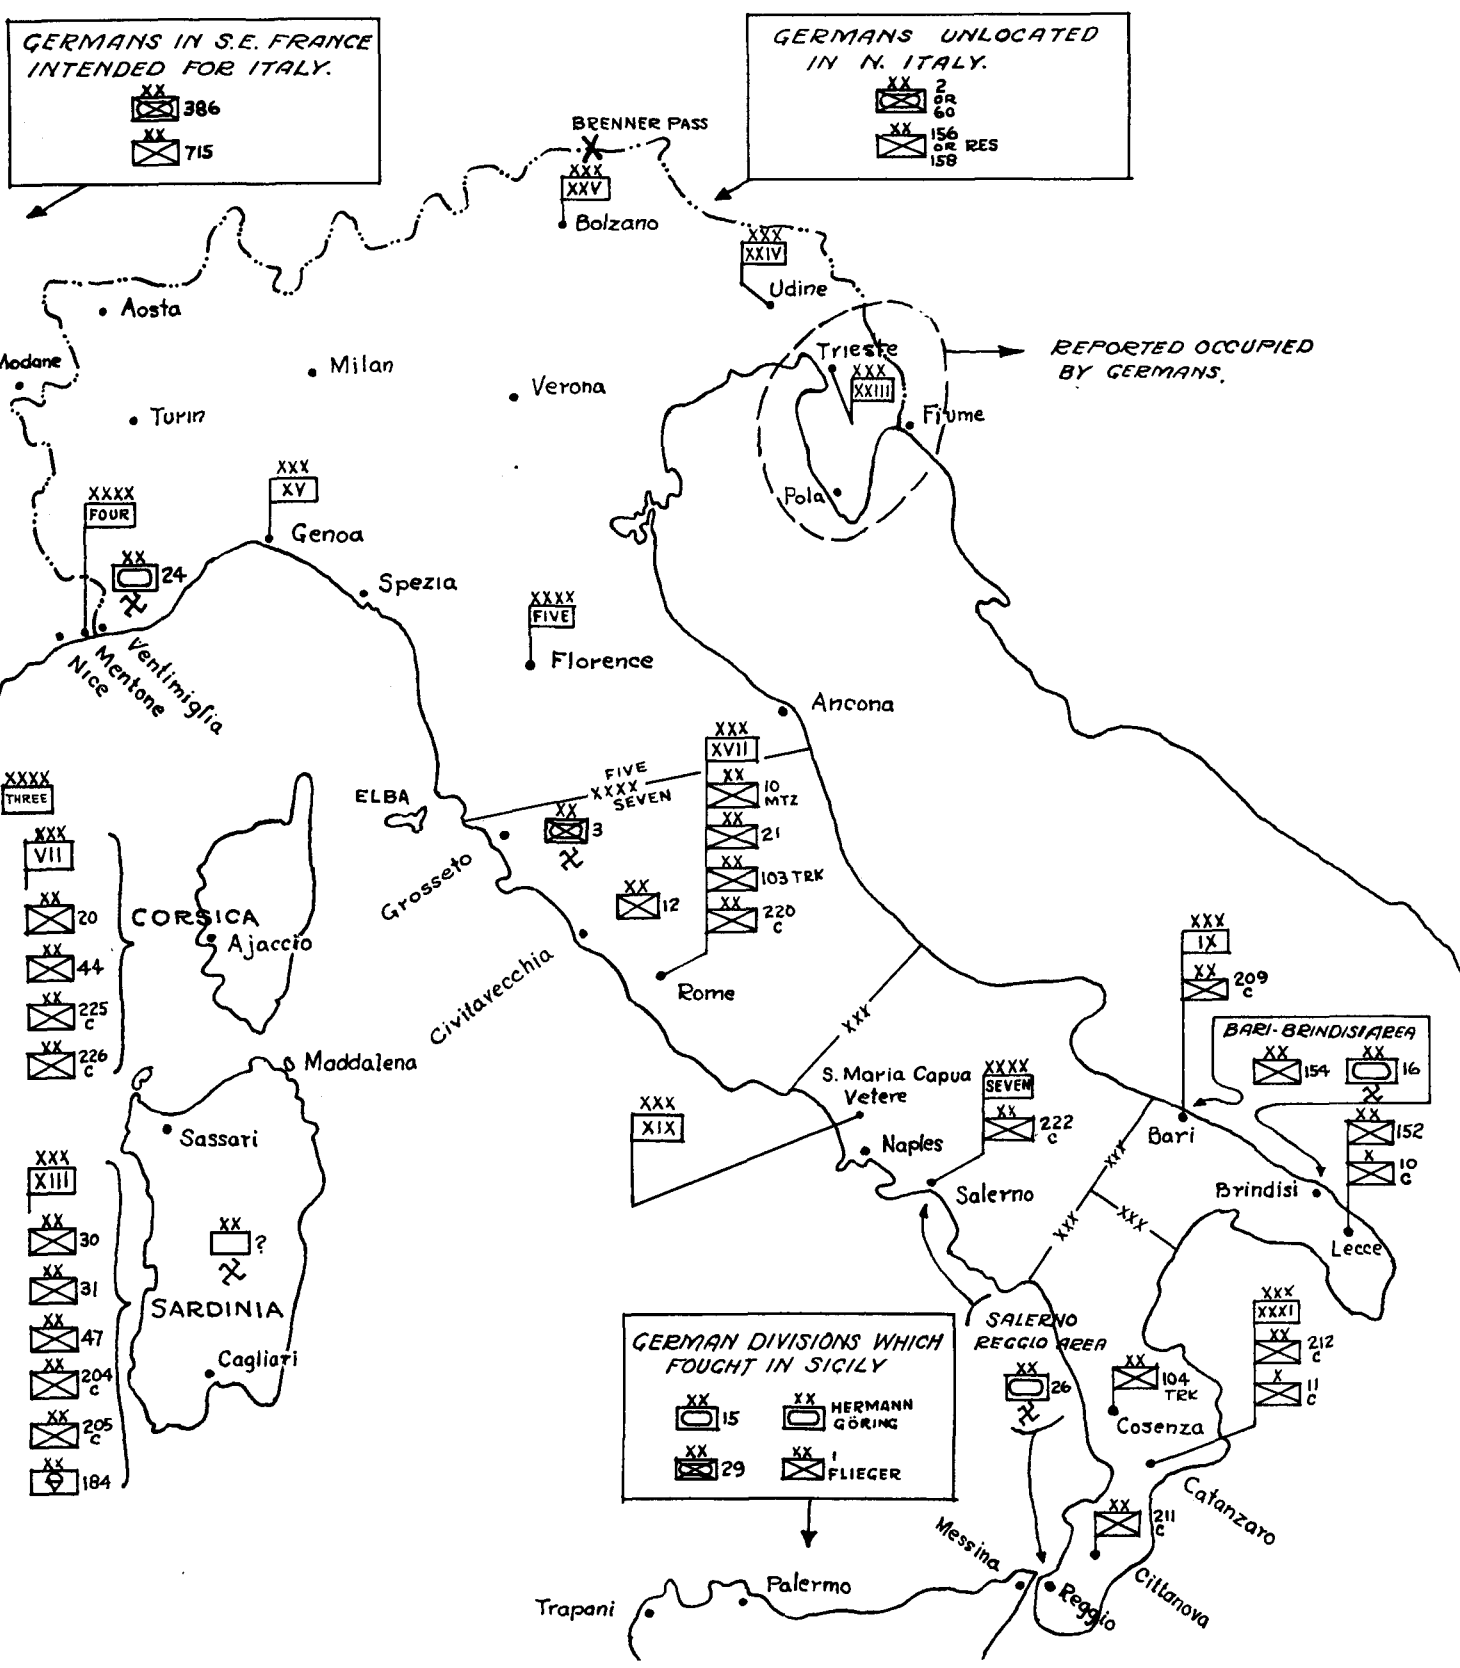 GERMANS IN S.E. FRANCE
INTENDED FOR ITALY.
XX
386
XX
715
GERMANS UNLOCATED
IN N. ITALY.
XX
2
OR
60
XX
156
OR RES
158
BRENNER PASS
XXX
XXV
Bolzano
XXX
XXIV
Udine
Aosta
Modane
Milan
Verona
Turin
Trieste
XXX
XXIII
Fiume
Pola
REPORTED OCCUPIED
BY GERMANS.
XXXX
FOUR
XXX
XV
Genoa
XX
24
Spezia
Ventimiglia
Mentone
Nice
XXXX
FIVE
Florence
Ancona
FIVE
XXXX
SEVEN
XXX
XVII
XX
10
MTZ
XX
21
XX
103 TRK
XX
220
C
Rome
ELBA
XX
3
Grosseto
XX
12
Civitavecchia
XXXX
THREE
XXX
VII
XX
20
XX
44
XX
225
C
XX
226
C
CORSICA
Ajaccio
Maddalena
Sassari
XXX
XIII
XX
30
XX
31
XX
47
XX
204
C
XX
205
C
XX
184
XX
?
SARDINIA
Cagliari
XXX
XXX
XIX
S. Maria Capua
Vetere
Naples
XXXX
SEVEN
XX
222
C
Salerno
XXX
IX
XX
209
C
Bari
BARI-BRINDISI AREA
XX
154
XX
16
XX
152
X
10
C
Brindisi
Lecce
XXX
XXX
XXX
SALERNO
REGGIO AREA
XX
26
XX
104
TRK
Cosenza
XXX
XXXI
XX
212
C
X
11
C
Catanzaro
XX
211
C
Cittanova
GERMAN DIVISIONS WHICH
FOUGHT IN SICILY
XX
15
XX
HERMANN
GÖRING
XX
29
XX
1
FLIEGER
Messina
Reggio
Palermo
Trapani